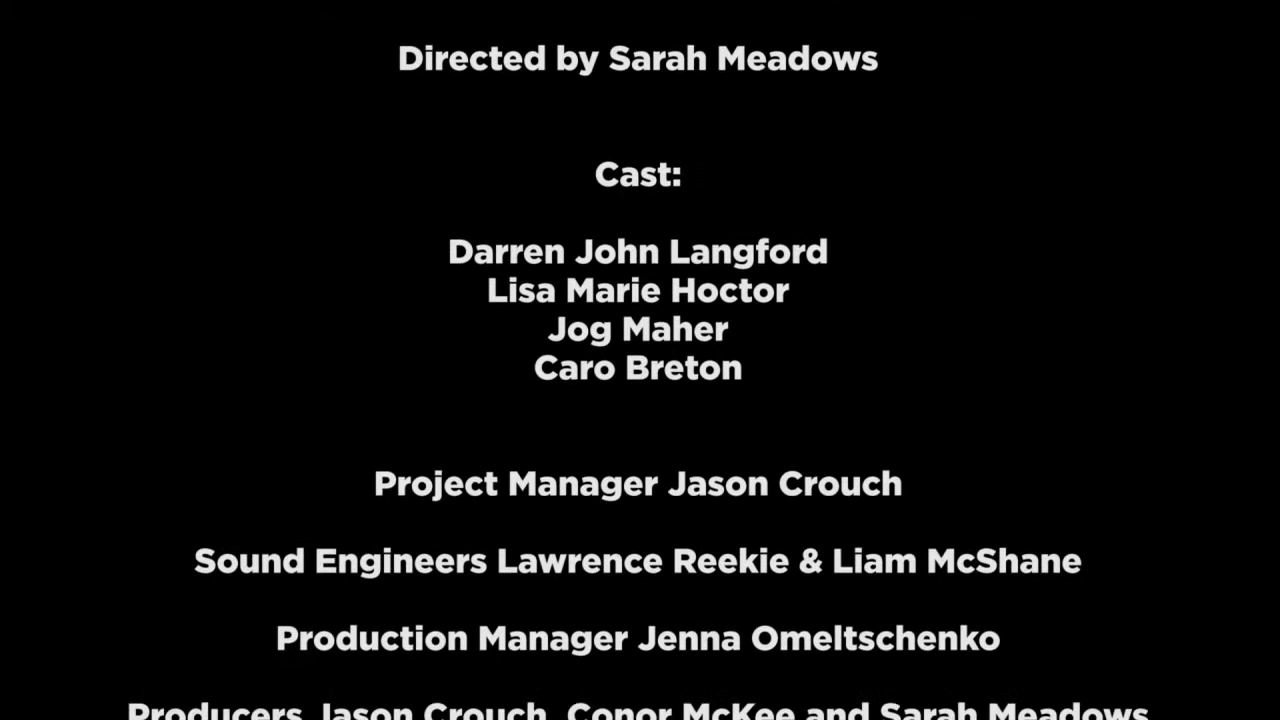 Directed by Sarah Meadows
Cast:
Darren John Langford
Lisa Marie Hoctor
Jog Maher
Caro Breton
Project Manager Jason Crouch
Sound Engineers Lawrence Reekie & Liam McShane
Production Manager Jenna Omeltschenko
Producers Jason Crouch, Conor McKee and Sarah Meadows